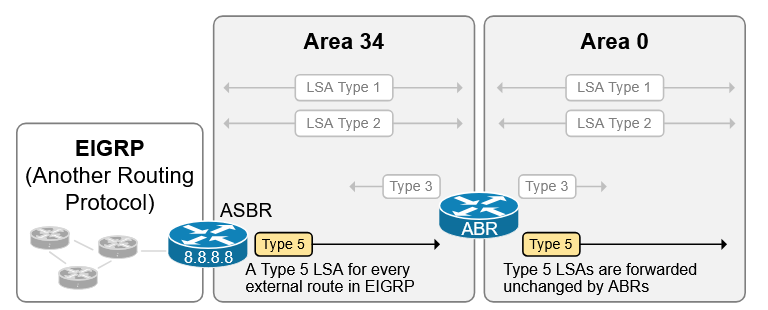 Area 34
Area 0
LSA Type 1
LSA Type 1
LSA Type 2
LSA Type 2
EIGRP
(Another Routing
Protocol)
Type 3
Type 3
ASBR
8.8.8.8
ABR
Type 5
Type 5
A Type 5 LSA for every
external route in EIGRP
Type 5 LSAs are forwarded
unchanged by ABRs